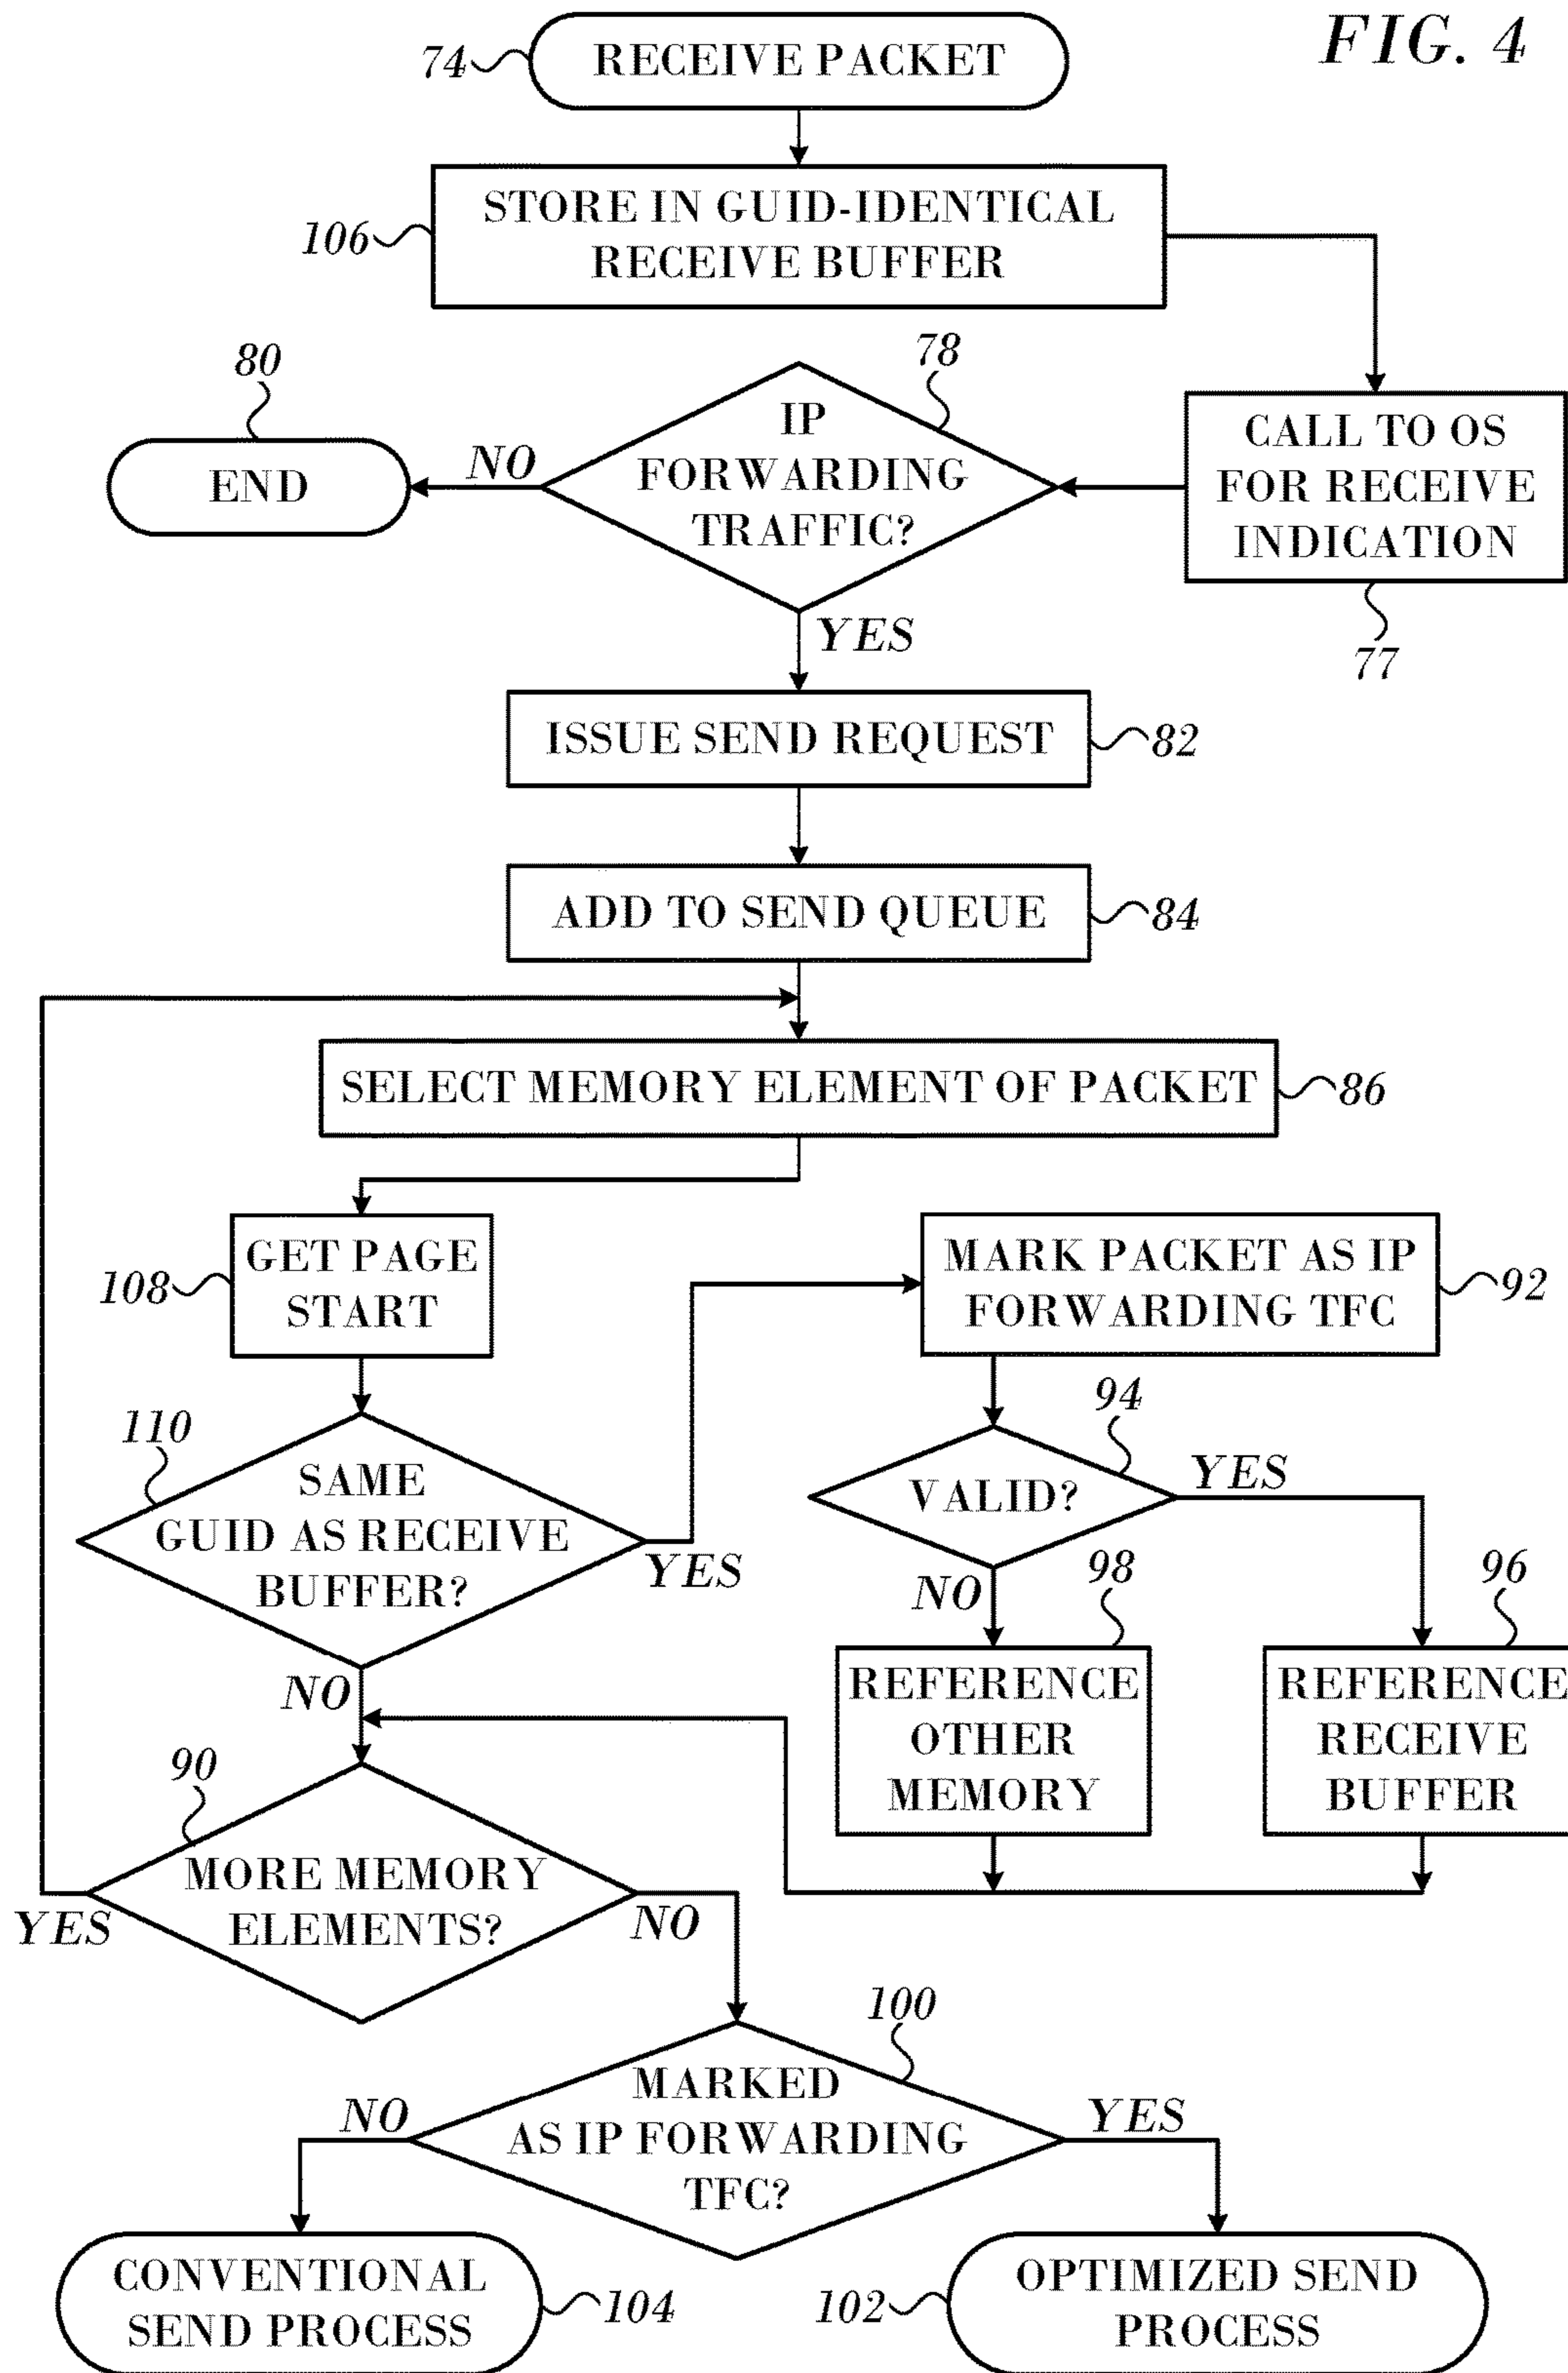 FIG. 4
74
RECEIVE PACKET
106
STORE IN GUID-IDENTICAL
RECEIVE BUFFER
80
END
NO
78
IP
FORWARDING
TRAFFIC?
CALL TO OS
FOR RECEIVE
INDICATION
77
YES
ISSUE SEND REQUEST
82
ADD TO SEND QUEUE
84
SELECT MEMORY ELEMENT OF PACKET
86
108
GET PAGE
START
MARK PACKET AS IP
FORWARDING TFC
92
110
SAME
GUID AS RECEIVE
BUFFER?
YES
94
VALID?
YES
NO
98
96
NO
REFERENCE
OTHER
MEMORY
REFERENCE
RECEIVE
BUFFER
90
MORE MEMORY
ELEMENTS?
YES
NO
100
MARKED
AS IP FORWARDING
TFC?
NO
YES
CONVENTIONAL
SEND PROCESS
104
102
OPTIMIZED SEND
PROCESS